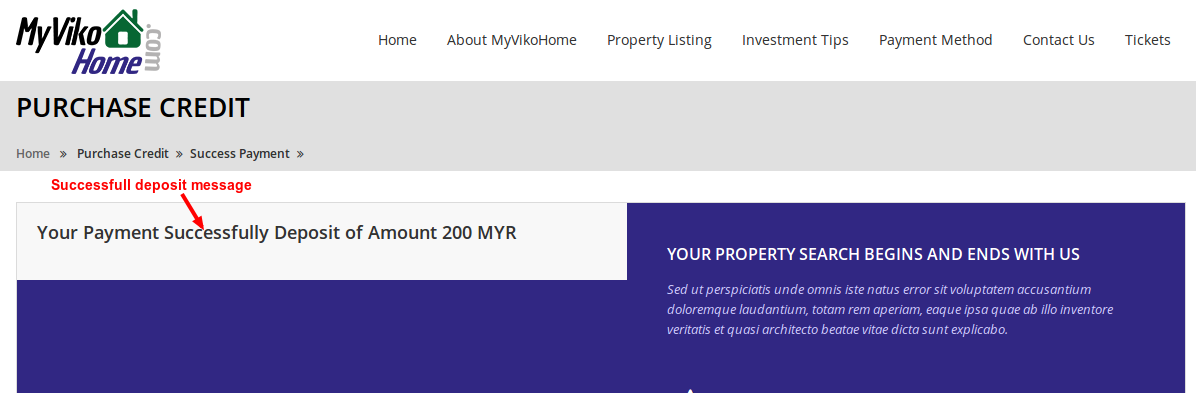 MyViko
Home
.com
Home About MyVikoHome Property Listing Investment Tips Payment Method Contact Us Tickets
PURCHASE CREDIT
Home » Purchase Credit » Success Payment »
Successfull deposit message
Your Payment Successfully Deposit of Amount 200 MYR
YOUR PROPERTY SEARCH BEGINS AND ENDS WITH US
Sed ut perspiciatis unde omnis iste natus error sit voluptatem accusantium
doloremque laudantium, totam rem aperiam, eaque ipsa quae ab illo inventore
veritatis et quasi architecto beatae vitae dicta sunt explicabo.